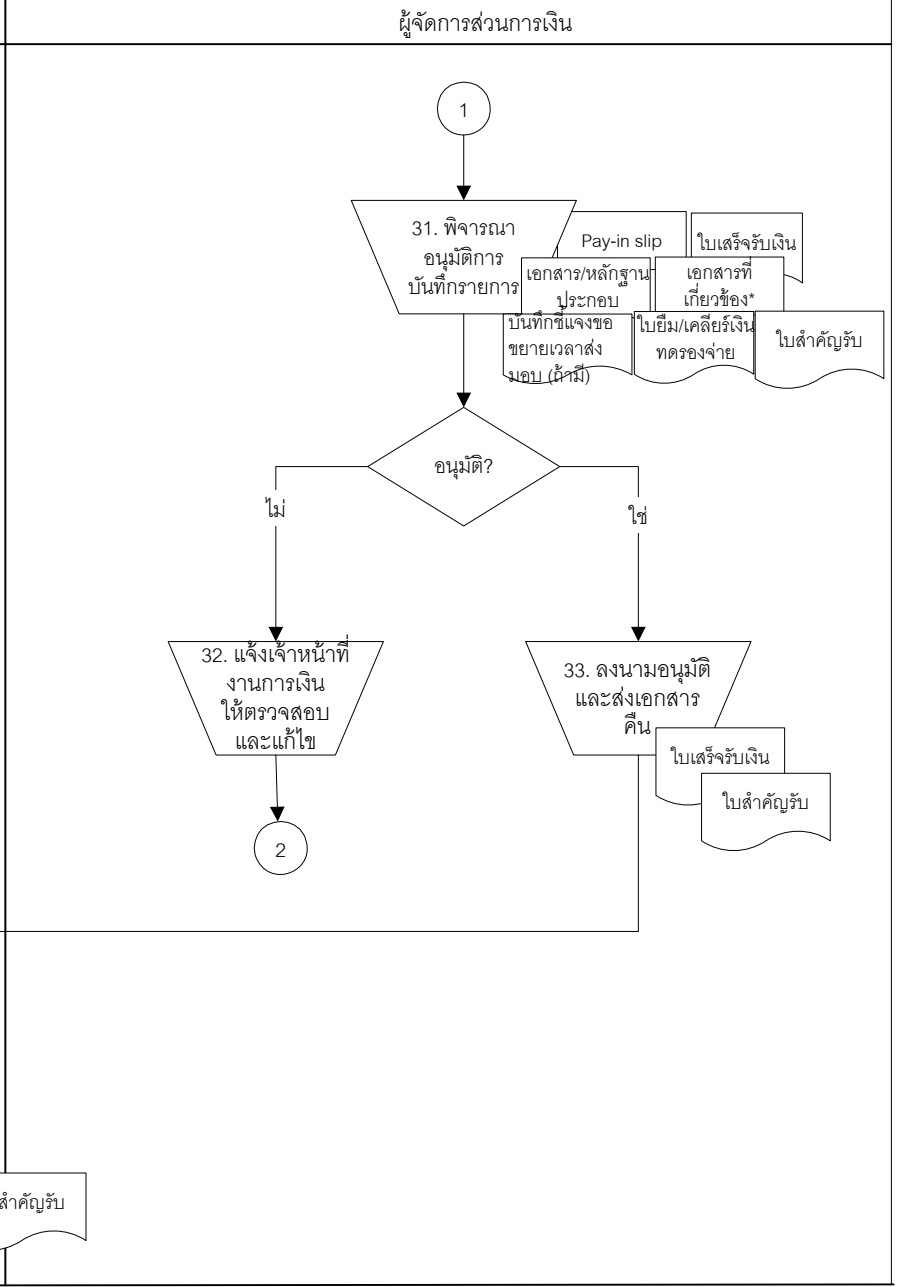 ผู้จัดการส่วนการเงิน
1
31. พิจารณา
อนุมัติการ
บันทึกรายการ
Pay-in slip
ใบเสร็จรับเงิน
เอกสาร/หลักฐาน
ประกอบ
เอกสารที่
เกี่ยวข้อง*
บันทึกชี้แจงขอ
ขยายเวลาส่ง
มอบ (ถ้ามี)
ใบยืม/เคลียร์เงิน
ทดรองจ่าย
ใบสำคัญรับ
อนุมัติ?
ไม่
ใช่
32. แจ้งเจ้าหน้าที่
งานการเงิน
ให้ตรวจสอบ
และแก้ไข
33. ลงนามอนุมัติ
และส่งเอกสาร
คืน
ใบเสร็จรับเงิน
ใบสำคัญรับ
2
สำคัญรับ